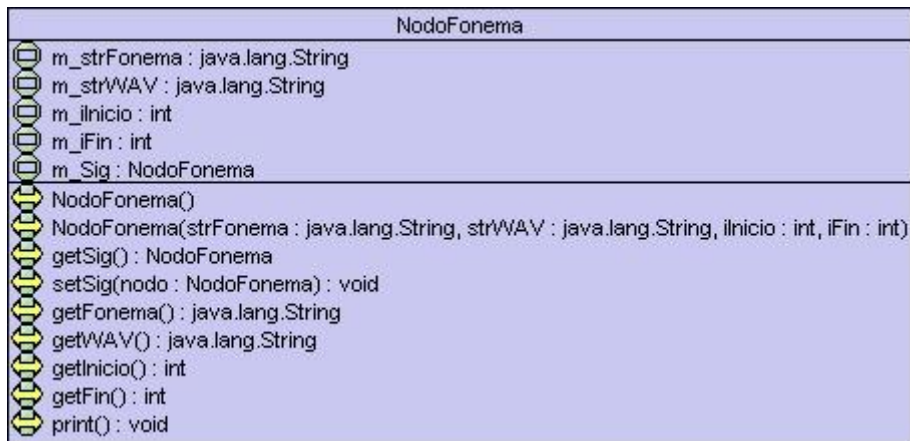 NodoFonema
m_strFonema : java.lang.String
m_strWAV : java.lang.String
m_iInicio : int
m_iFin : int
m_Sig : NodoFonema
NodoFonema()
NodoFonema(strFonema : java.lang.String, strWAV : java.lang.String, iInicio : int, iFin : int)
getSig() : NodoFonema
setSig(nodo : NodoFonema) : void
getFonema() : java.lang.String
getWAV() : java.lang.String
getInicio() : int
getFin() : int
print() : void